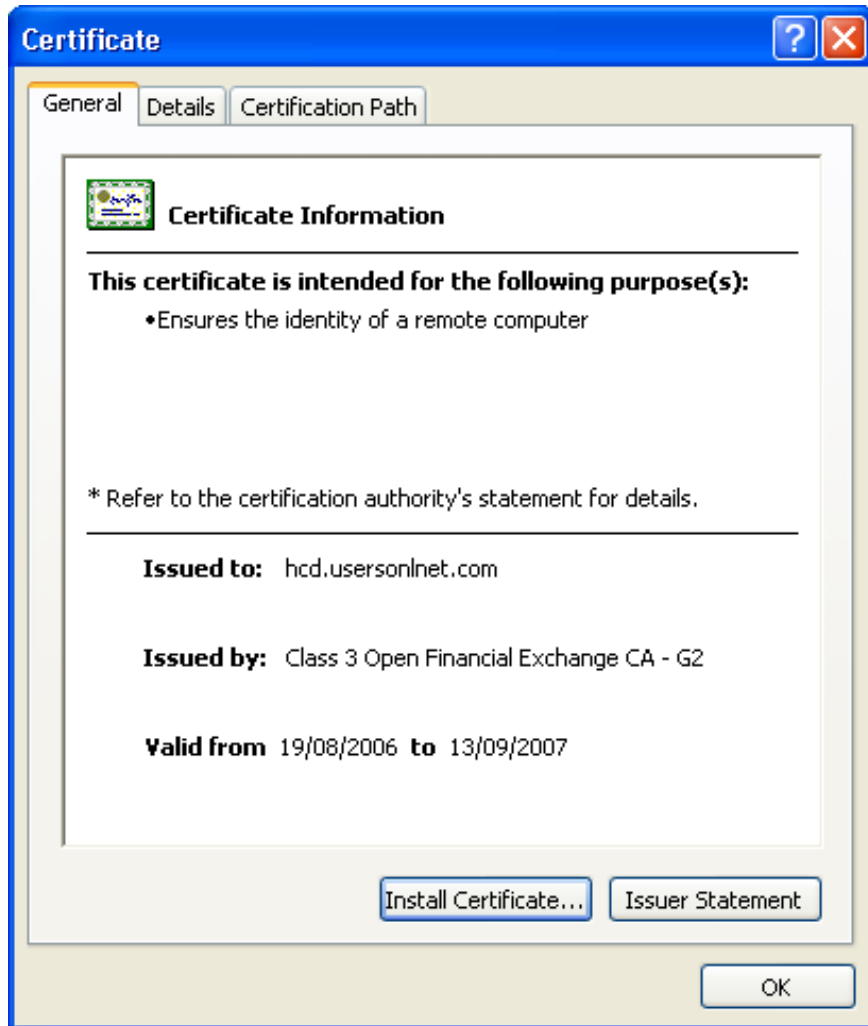 Certificate
General Details Certification Path
Certificate Information
This certificate is intended for the following purpose(s):
•Ensures the identity of a remote computer
* Refer to the certification authority's statement for details.
Issued to: hcd.usersonlnet.com
Issued by: Class 3 Open Financial Exchange CA - G2
Valid from 19/08/2006 to 13/09/2007
Install Certificate... Issuer Statement
OK